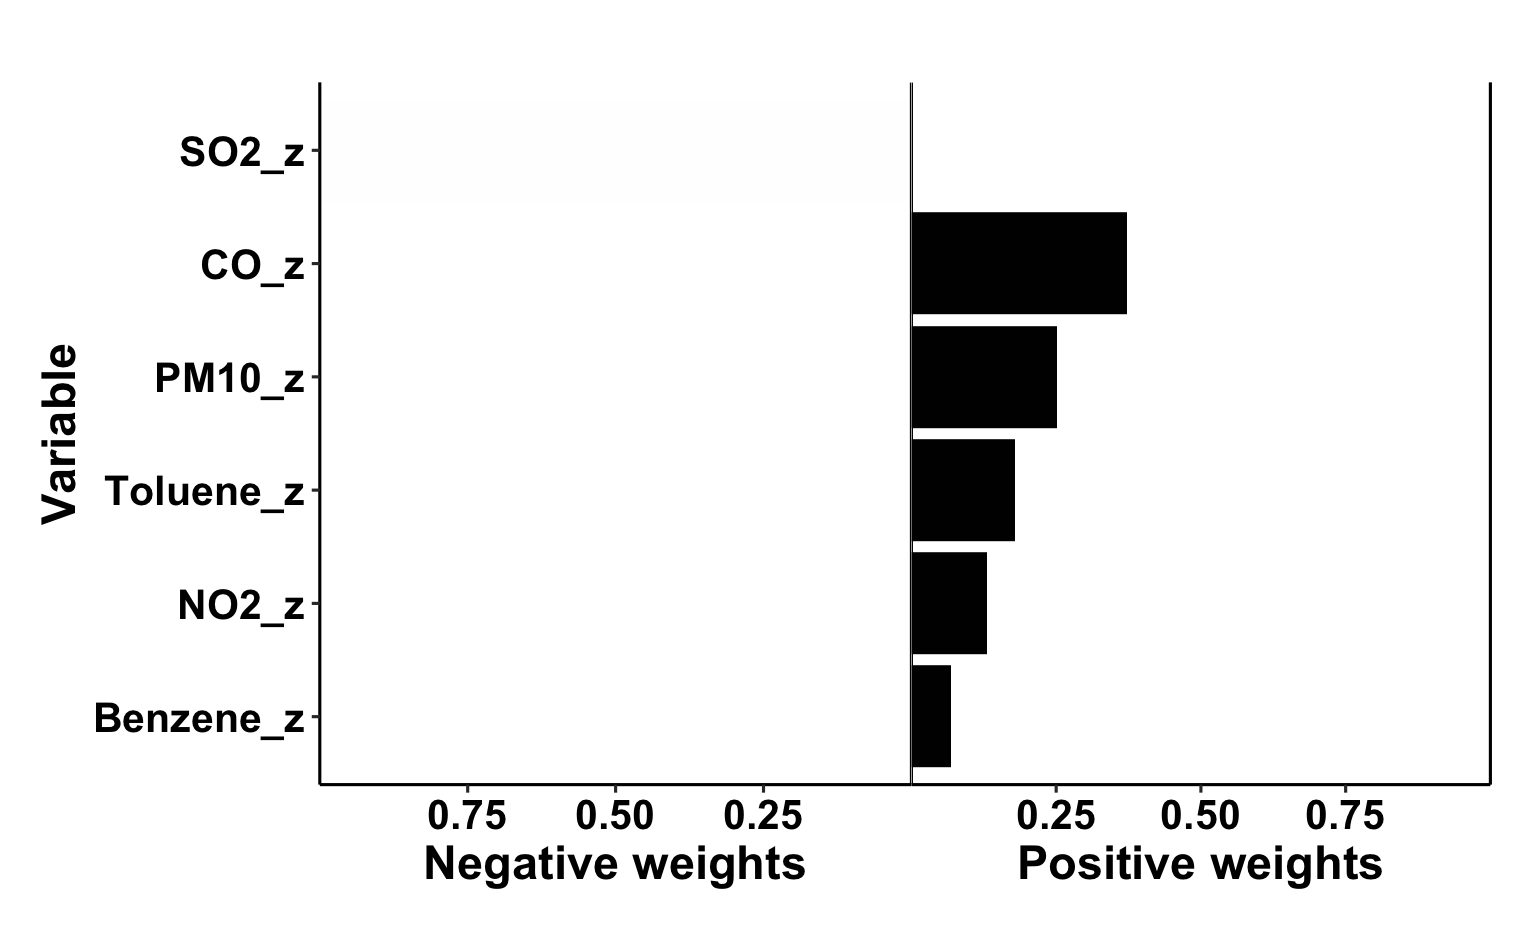 Variable
SO2_z
CO_z
PM10_z
Toluene_z
NO2_z
Benzene_z
0.75 0.50 0.25 0.25 0.50 0.75
Negative weights Positive weights